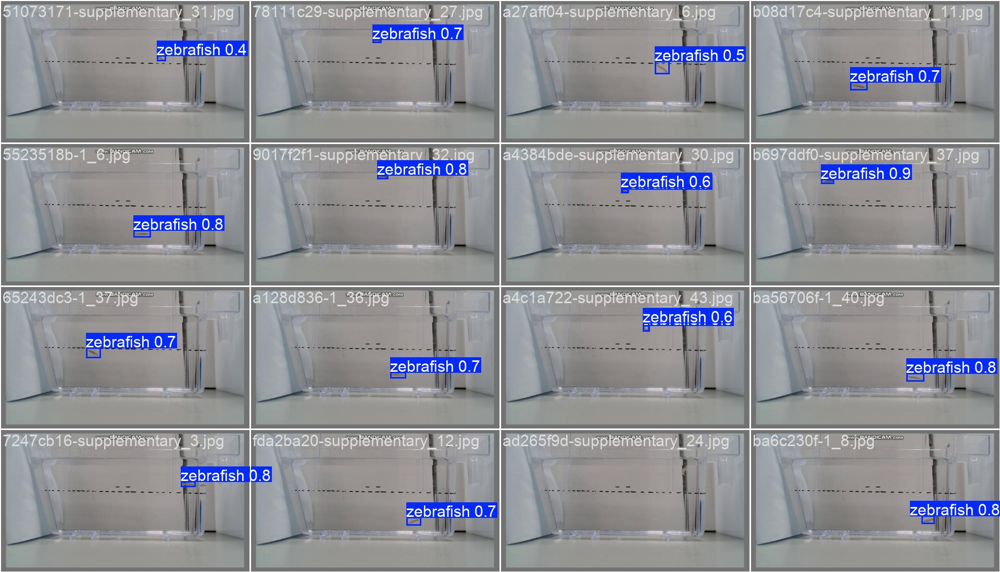 51073171-supplementary_31.jpg
78111c29-supplementary_27.jpg
a27aff04-supplementary_6.jpg
b08d17c4-supplementary_11.jpg
www.BANDICAM.com
www.BANDICAM.com
www.BANDICAM.com
www.BANDICAM.com
zebrafish 0.4
zebrafish 0.7
zebrafish 0.5
zebrafish 0.7
5523518b-1_6.jpg
9017f2f1-supplementary_32.jpg
a4384bde-supplementary_30.jpg
b697ddf0-supplementary_37.jpg
www.BANDICAM.com
www.BANDICAM.com
www.BANDICAM.com
www.BANDICAM.com
zebrafish 0.8
zebrafish 0.8
zebrafish 0.6
zebrafish 0.9
65243dc3-1_37.jpg
a128d836-1_36.jpg
a4c1a722-supplementary_43.jpg
ba56706f-1_40.jpg
www.BANDICAM.com
www.BANDICAM.com
www.BANDICAM.com
www.BANDICAM.com
zebrafish 0.7
zebrafish 0.7
zebrafish 0.6
zebrafish 0.8
7247cb16-supplementary_3.jpg
fda2ba20-supplementary_12.jpg
ad265f9d-supplementary_24.jpg
ba6c230f-1_8.jpg
www.BANDICAM.com
www.BANDICAM.com
www.BANDICAM.com
www.BANDICAM.com
zebrafish 0.8
zebrafish 0.7
zebrafish 0.8